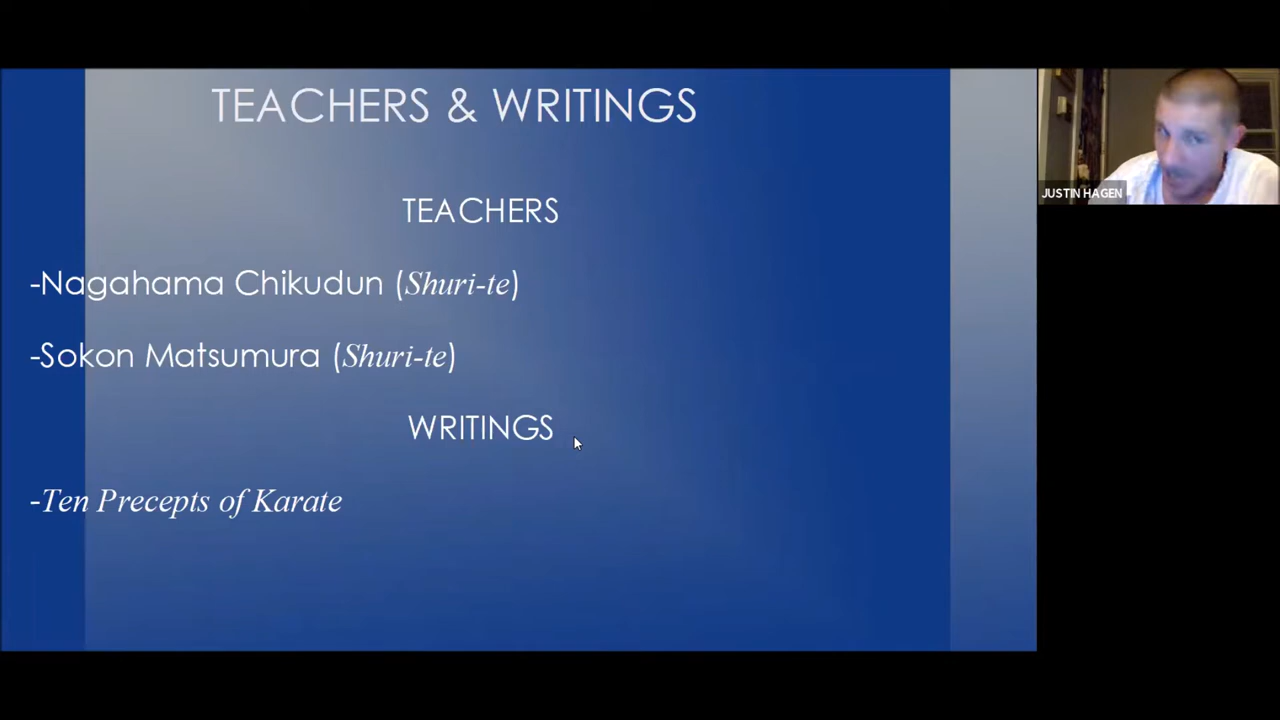 TEACHERS & WRITINGS
TEACHERS
-Nagahama Chikudun (Shuri-te)
-Sokon Matsumura (Shuri-te)
WRITINGS
-Ten Precepts of Karate
JUSTIN HAGEN